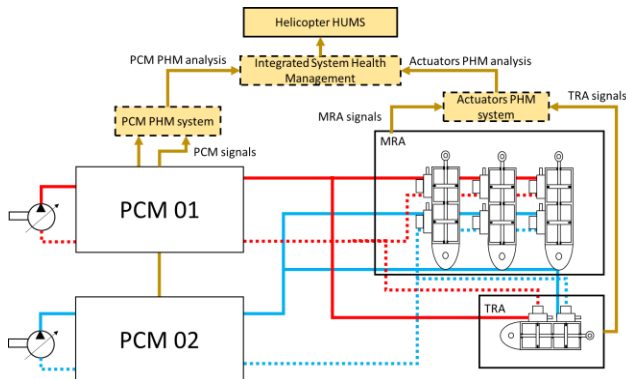 Helicopter HUMS
PCM PHM analysis
Integrated System Health
Management
Actuators PHM analysis
PCM PHM system
PCM signals
MRA signals
Actuators PHM
system
TRA signals
MRA
PCM 01
PCM 02
TRA